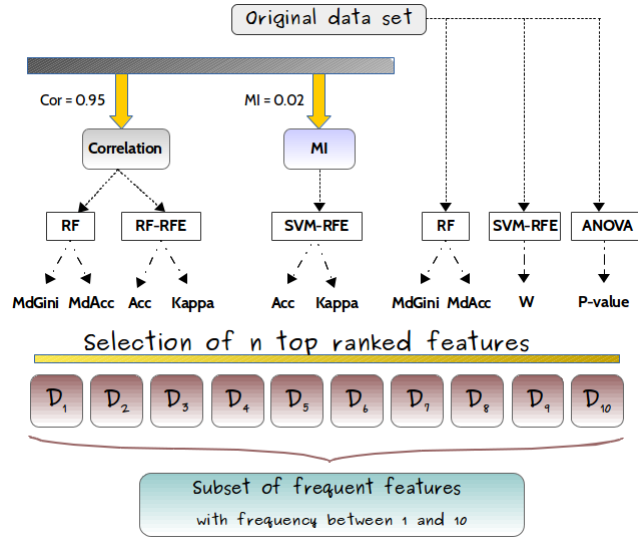 Original data set
Cor = 0.95
MI = 0.02
Correlation
MI
RF
RF-RFE
SVM-RFE
RF
SVM-RFE
ANOVA
MdGini MdAcc Acc Kappa Acc Kappa MdGini MdAcc W P-value
Selection of n top ranked features
D1 D2 D3 D4 D5 D6 D7 D8 D9 D10
Subset of frequent features
with frequency between 1 and 10